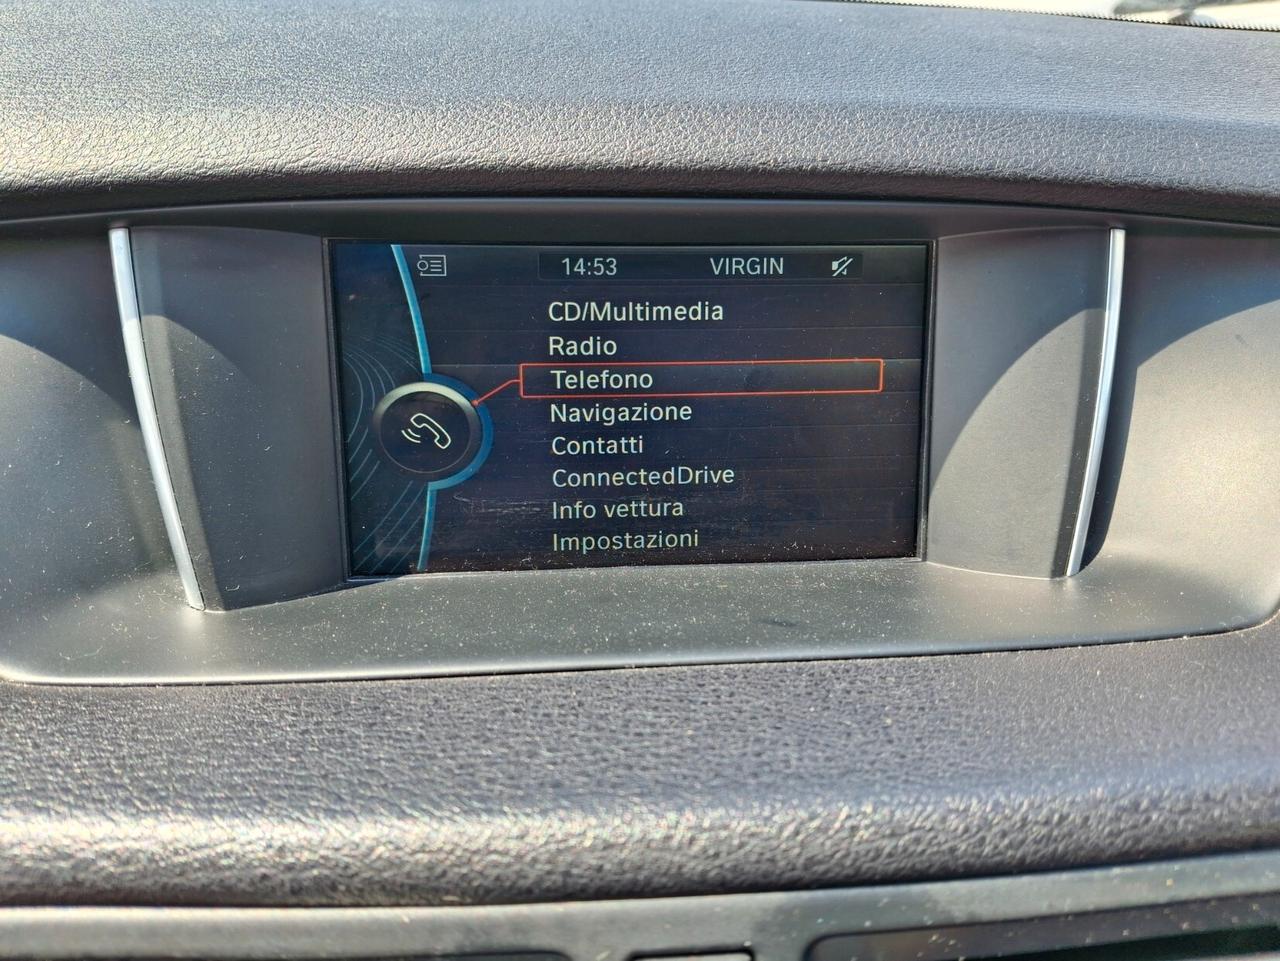 14:53 VIRGIN
CD/Multimedia
Radio
Telefono
Navigazione
Contatti
ConnectedDrive
Info vettura
Impostazioni